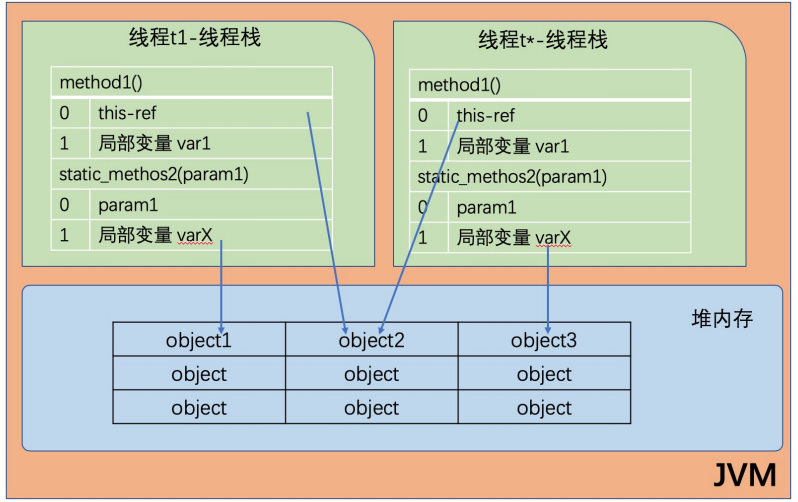 线程t1-线程栈
method1()
0 this-ref
1 局部变量 var1
static_methos2(param1)
0 param1
1 局部变量 varX
线程t*-线程栈
method1()
0 this-ref
1 局部变量 var1
static_methos2(param1)
0 param1
1 局部变量 varX
堆内存
object1 object2 object3
object object object
object object object
JVM